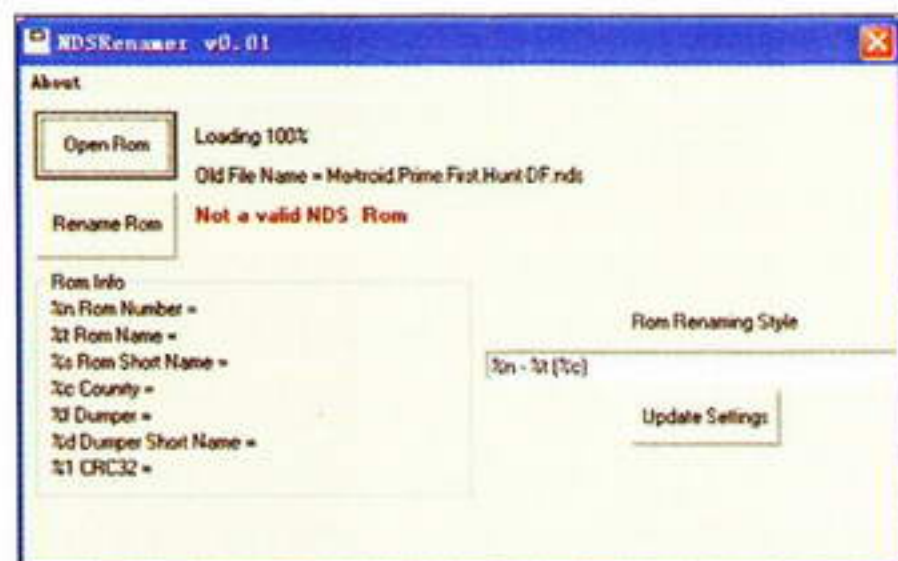 NDSRenamer v0.01
About
Open Rom
Loading 100%
Old File Name = Metroid.Prime.First.Hunt-DF.nds
Rename Rom
Not a valid NDS Rom
Rom Info
%n Rom Number =
%t Rom Name =
%s Rom Short Name =
%c County =
%f Dumper =
%d Dumper Short Name =
%1 CRC32 =
Rom Renaming Style
%n - %t (%c)
Update Settings